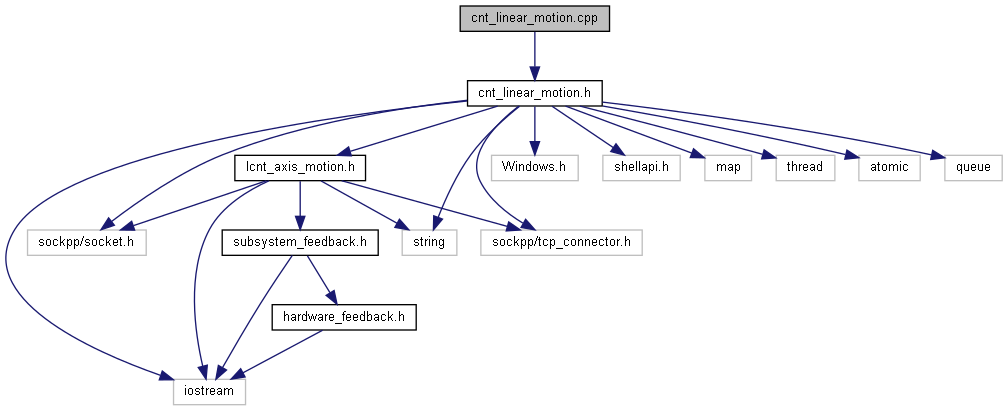 cnt_linear_motion.cpp
cnt_linear_motion.h
lcnt_axis_motion.h
Windows.h
shellapi.h
map
thread
atomic
queue
sockpp/socket.h
subsystem_feedback.h
string
sockpp/tcp_connector.h
hardware_feedback.h
iostream